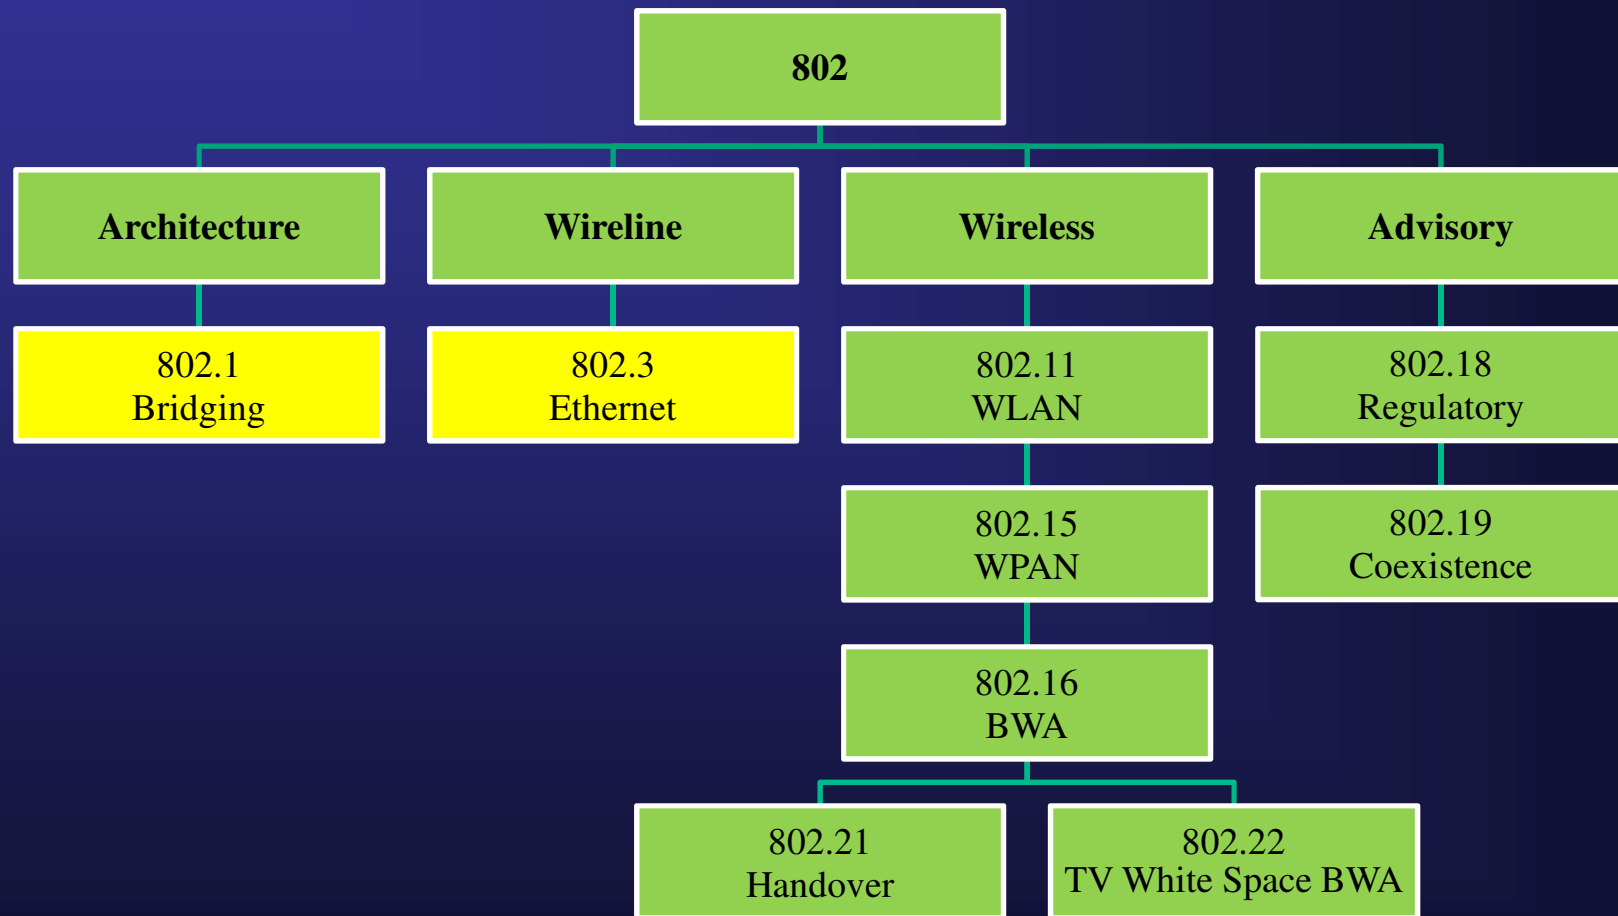 802
Architecture
Wireline
Wireless
Advisory
802.1
Bridging
802.3
Ethernet
802.11
WLAN
802.18
Regulatory
802.15
WPAN
802.19
Coexistence
802.16
BWA
802.21
Handover
802.22
TV White Space BWA